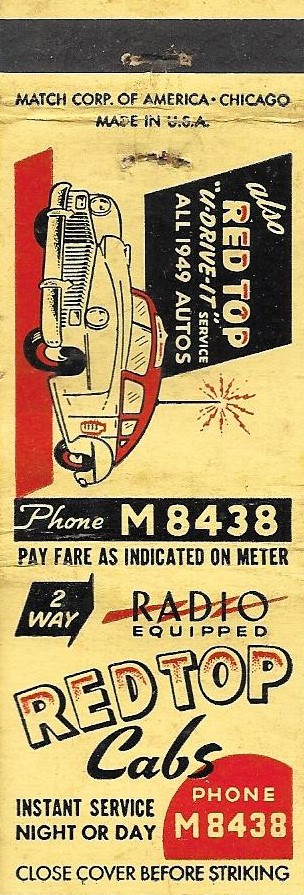 MATCH CORP. OF AMERICA • CHICAGO
MADE IN U.S.A.
also
RED TOP
"U-DRIVE-IT" SERVICE
ALL 1949 AUTOS
Phone M 8438
PAY FARE AS INDICATED ON METER
2
WAY
RADIO
EQUIPPED
RED TOP
Cabs
INSTANT SERVICE
NIGHT OR DAY
PHONE
M 8438
CLOSE COVER BEFORE STRIKING